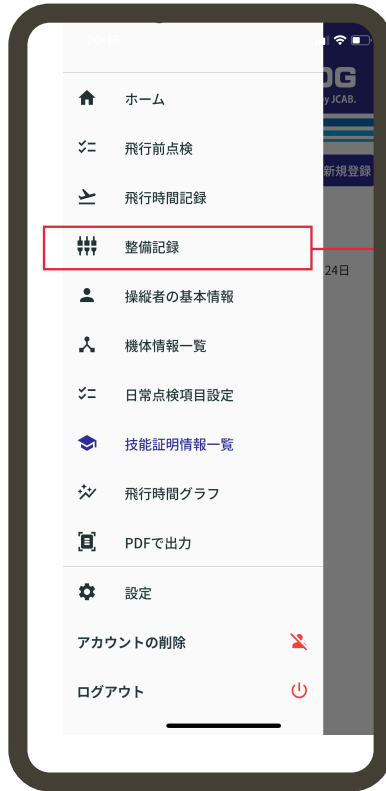 OG
by JCAB.
ホーム
飛行前点検
新規登録
飛行時間記録
整備記録
24日
操縦者の基本情報
機体情報一覧
日常点検項目設定
技能証明情報一覧
飛行時間グラフ
PDFで出力
設定
アカウントの削除
ログアウト